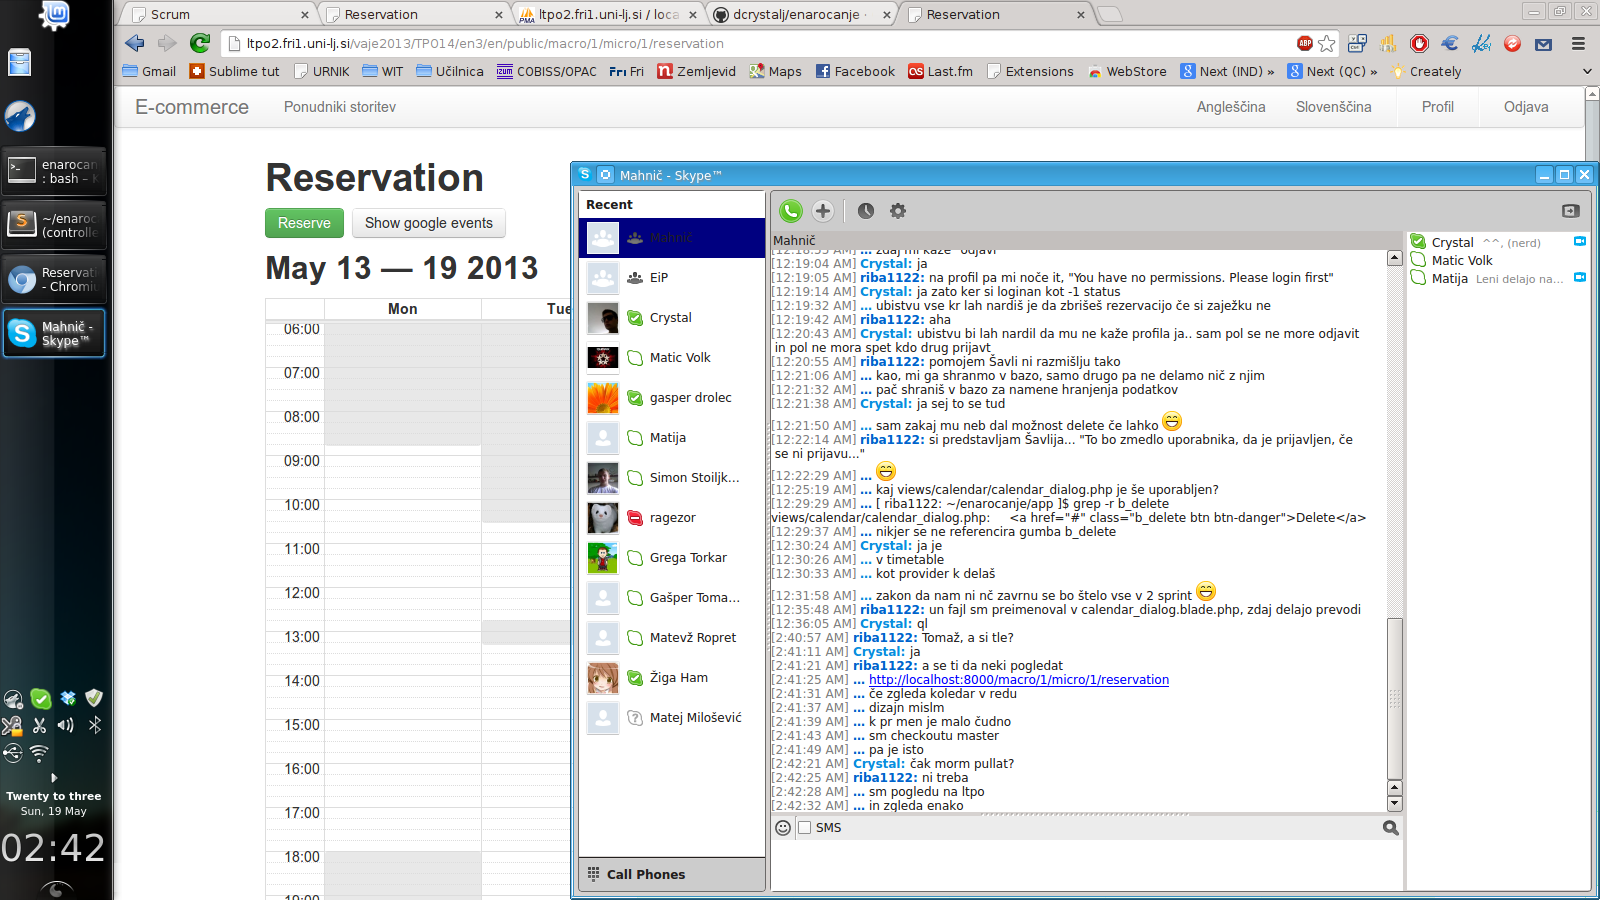 Scrum
Reservation
ltpo2.fri1.uni-lj.si / loca
dcrystalj/enarocanje ·
Reservation
ltpo2.fri1.uni-lj.si/vaje2013/TPO14/en3/en/public/macro/1/micro/1/reservation
ABP
Gmail
Sublime tut
URNIK
WIT
Učilnica
COBISS/OPAC
Fri
Zemljevid
Maps
Facebook
Last.fm
Extensions
WebStore
Next (IND) »
Next (QC) »
Creately
E-commerce
Ponudniki storitev
Angleščina
Slovenščina
Profil
Odjava
enarocan
: bash – K
~/enaroc
(controlle
Reservati
- Chromiu
Mahnič -
Skype™
Twenty to three
Sun, 19 May
02:42
Reservation
Reserve
Show google events
May 13 — 19 2013
Mon
Tue
06:00
07:00
08:00
09:00
10:00
11:00
12:00
13:00
14:00
15:00
16:00
17:00
18:00
19:00
Mahnič - Skype™
Recent
Mahnič
EiP
Crystal
Matic Volk
gasper drolec
Matija
Simon Stoiljk...
ragezor
Grega Torkar
Gašper Toma...
Matevž Ropret
Žiga Ham
Matej Milošević
Call Phones
Mahnič
[12:18:53 AM] ... zdaj mi kaže "odjavi"
[12:19:04 AM] Crystal: ja
[12:19:05 AM] riba1122: na profil pa mi noče it, "You have no permissions. Please login first"
[12:19:14 AM] Crystal: ja zato ker si loginan kot -1 status
[12:19:32 AM] ... ubistvu vse kr lah nardiš je da zbrišeš rezervacijo če si zaježku ne
[12:19:42 AM] riba1122: aha
[12:20:43 AM] Crystal: ubistvu bi lah nardil da mu ne kaže profila ja.. sam pol se ne more odjavit
in pol ne mora spet kdo drug prijavt
[12:20:55 AM] riba1122: pomojem Šavli ni razmišlju tako
[12:21:06 AM] ... kao, mi ga shranmo v bazo, samo drugo pa ne delamo nič z njim
[12:21:32 AM] ... pač shraniš v bazo za namene hranjenja podatkov
[12:21:38 AM] Crystal: ja sej to se tud
[12:21:50 AM] ... sam zakaj mu neb dal možnost delete če lahko
[12:22:14 AM] riba1122: si predstavljam Šavlija... "To bo zmedlo uporabnika, da je prijavljen, če
se ni prijavu..."
[12:22:29 AM] ...
[12:25:19 AM] ... kaj views/calendar/calendar_dialog.php je še uporabljen?
[12:29:29 AM] ... [ riba1122: ~/enarocanje/app ]$ grep -r b_delete
views/calendar/calendar_dialog.php: <a href="#" class="b_delete btn btn-danger">Delete</a>
[12:29:37 AM] ... nikjer se ne referencira gumba b_delete
[12:30:24 AM] Crystal: ja je
[12:30:26 AM] ... v timetable
[12:30:33 AM] ... kot provider k delaš
[12:31:58 AM] ... zakon da nam ni nč zavrnu se bo štelo vse v 2 sprint
[12:35:48 AM] riba1122: un fajl sm preimenoval v calendar_dialog.blade.php, zdaj delajo prevodi
[12:36:05 AM] Crystal: ql
[2:40:57 AM] riba1122: Tomaž, a si tle?
[2:41:11 AM] Crystal: ja
[2:41:21 AM] riba1122: a se ti da neki pogledat
[2:41:25 AM] ... http://localhost:8000/macro/1/micro/1/reservation
[2:41:31 AM] ... če zgleda koledar v redu
[2:41:37 AM] ... dizajn mislm
[2:41:39 AM] ... k pr men je malo čudno
[2:41:43 AM] ... sm checkoutu master
[2:41:49 AM] ... pa je isto
[2:42:21 AM] Crystal: čak morm pullat?
[2:42:25 AM] riba1122: ni treba
[2:42:28 AM] ... sm pogledu na ltpo
[2:42:32 AM] ... in zgleda enako
SMS
Crystal ^^, (nerd)
Matic Volk
Matija Leni delajo na...